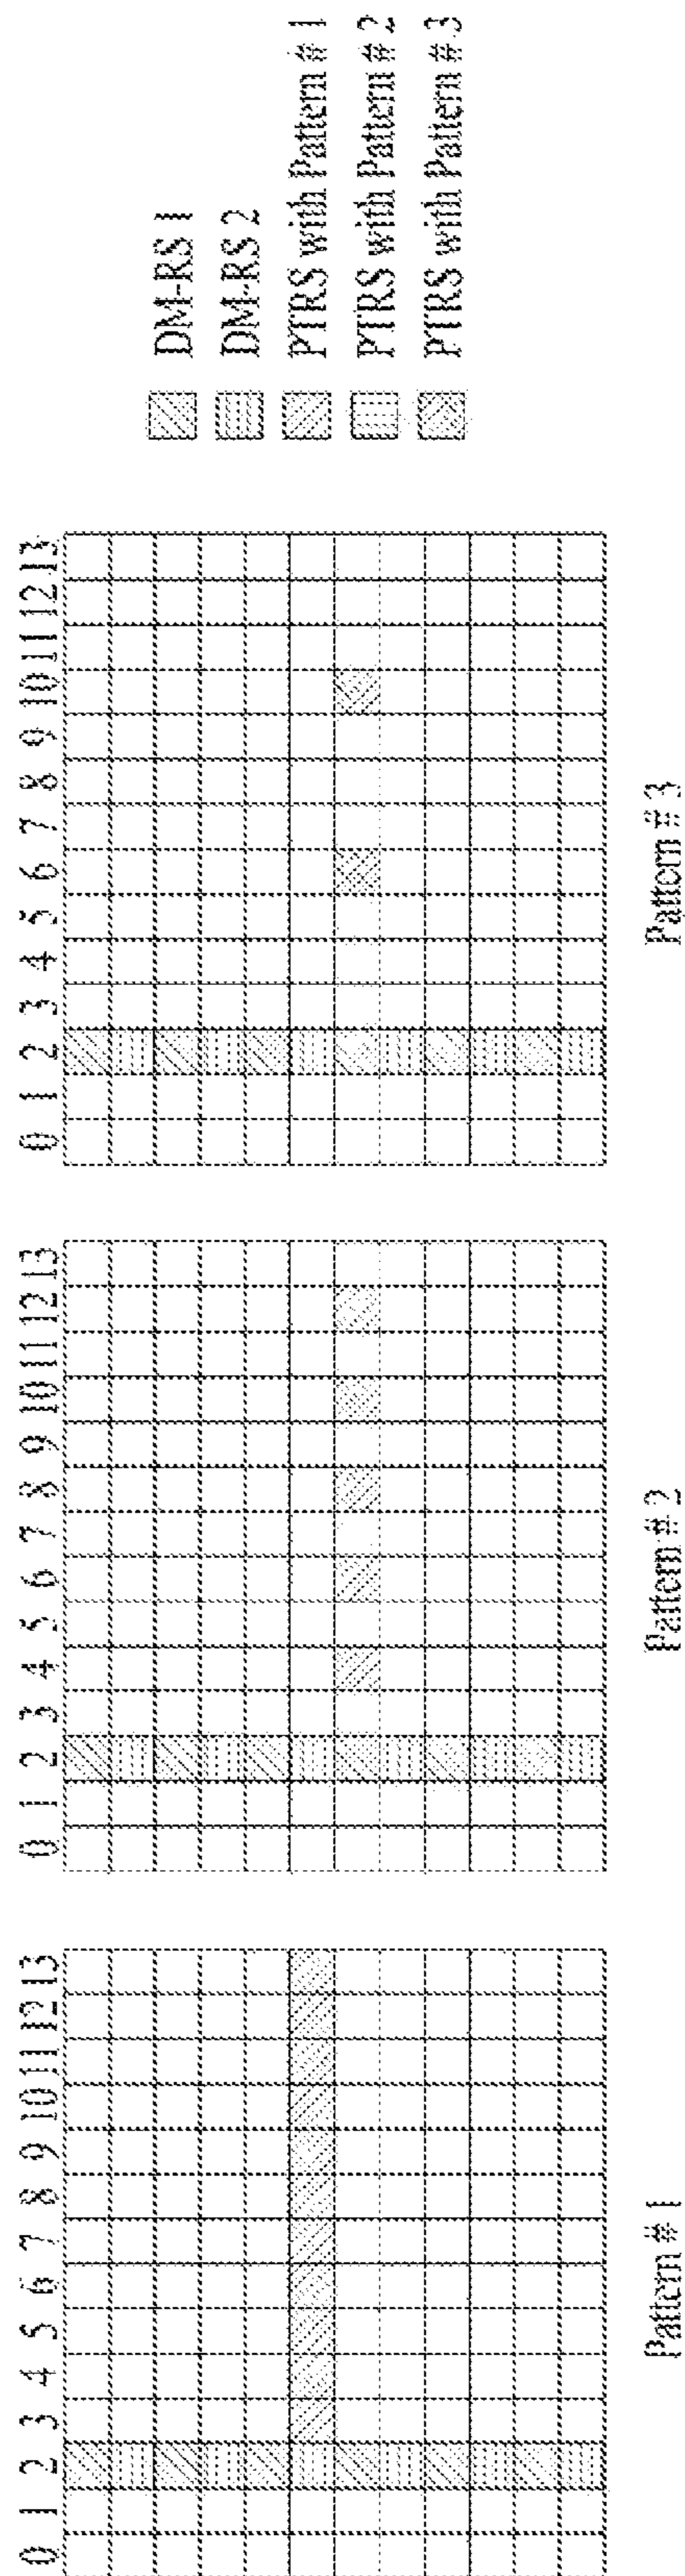 0 1 2 3 4 5 6 7 8 9 10 11 12 13
Pattern # 1
0 1 2 3 4 5 6 7 8 9 10 11 12 13
Pattern # 2
0 1 2 3 4 5 6 7 8 9 10 11 12 13
Pattern # 3
DM-RS 1
DM-RS 2
PTRS with Pattern # 1
PTRS with Pattern # 2
PTRS with Pattern # 3